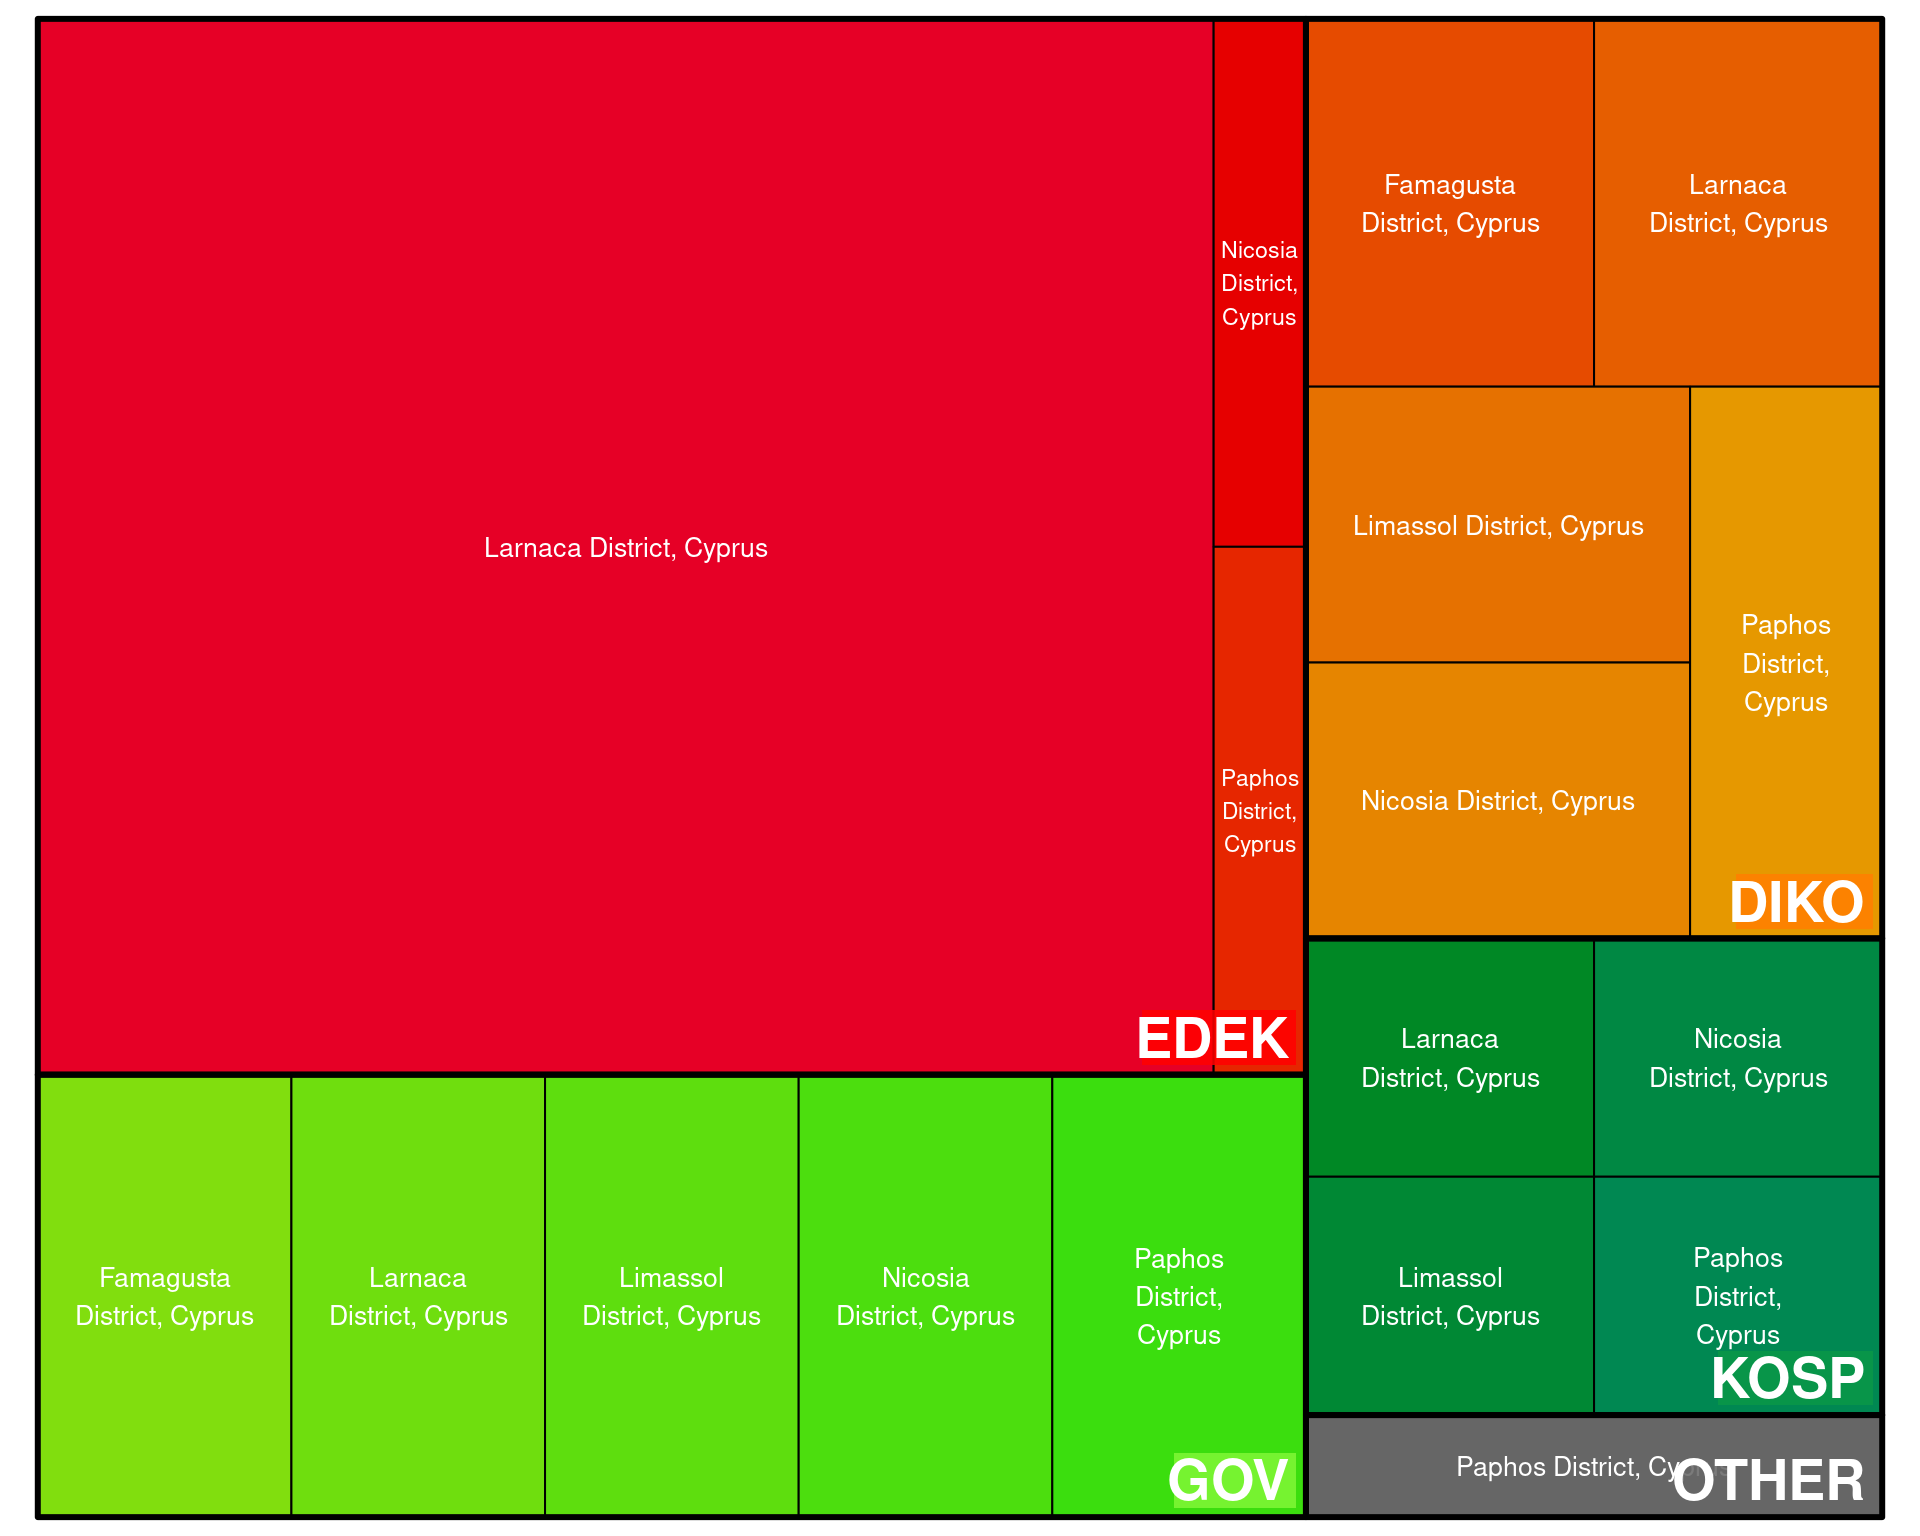 Larnaca District, Cyprus
Nicosia
District,
Cyprus
Paphos
District,
Cyprus
EDEK
Famagusta
District, Cyprus
Larnaca
District, Cyprus
Limassol District, Cyprus
Nicosia District, Cyprus
Paphos
District,
Cyprus
DIKO
Famagusta
District, Cyprus
Larnaca
District, Cyprus
Limassol
District, Cyprus
Nicosia
District, Cyprus
Paphos
District,
Cyprus
GOV
Larnaca
District, Cyprus
Nicosia
District, Cyprus
Limassol
District, Cyprus
Paphos
District,
Cyprus
KOSP
Paphos District, Cyprus
OTHER